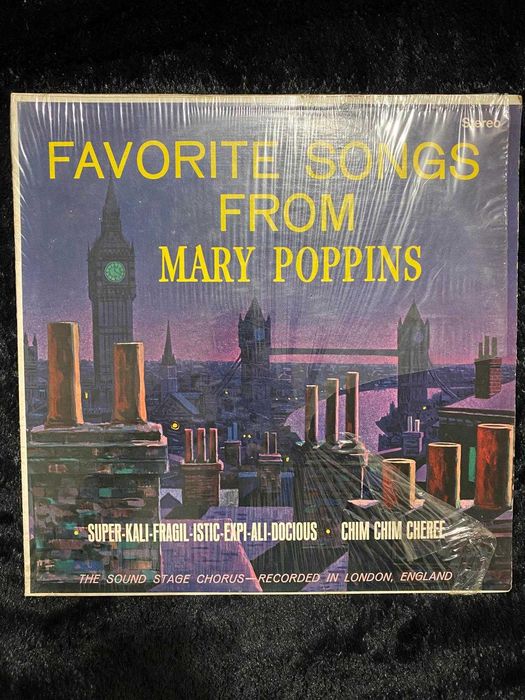 Stereo
FAVORITE SONGS
FROM
MARY POPPINS
• SUPER-KALI-FRAGIL-ISTIC-EXPI-ALI-DOCIOUS • CHIM CHIM CHEREE
THE SOUND STAGE CHORUS—RECORDED IN LONDON, ENGLAND